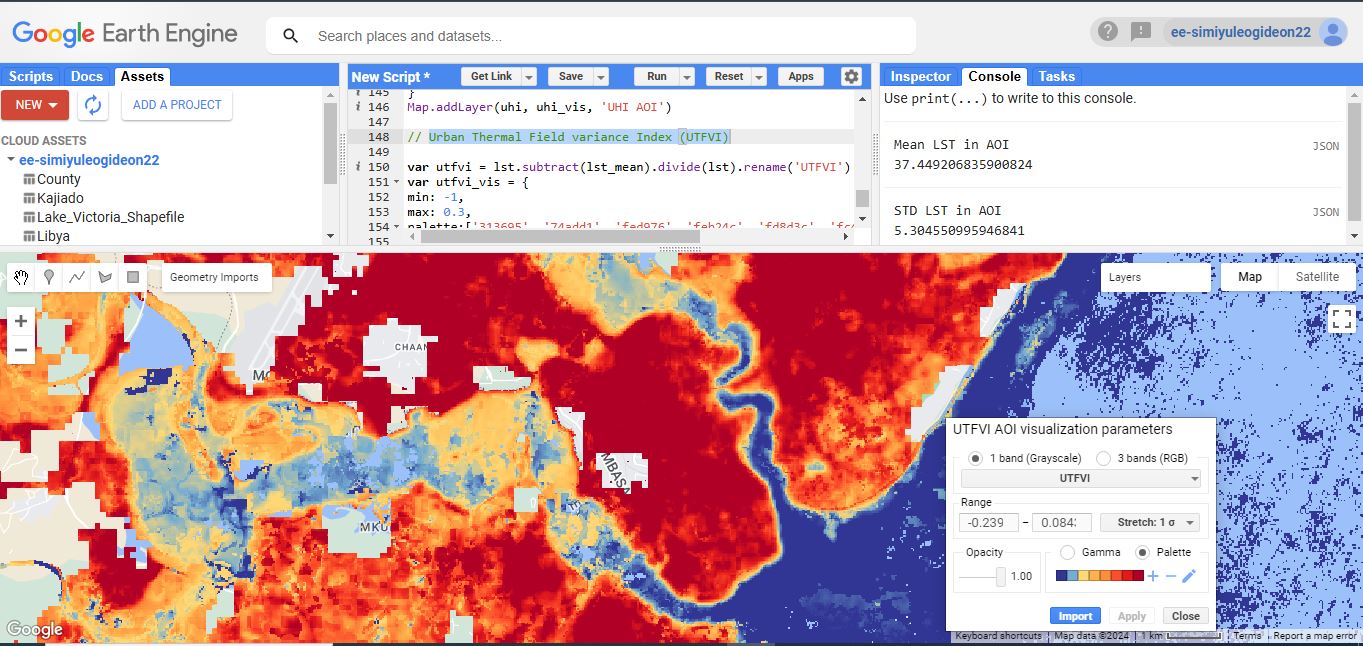 Google Earth Engine
Search places and datasets...
ee-simiyuleogideon22
Scripts Docs Assets
NEW
ADD A PROJECT
CLOUD ASSETS
ee-simiyuleogideon22
County
Kajiado
Lake_Victoria_Shapefile
Libya
New Script *
Get Link Save Run Reset Apps
i 145 }
i 146 Map.addLayer(uhi, uhi_vis, 'UHI AOI')
147
148 // Urban Thermal Field variance Index (UTFVI)
149
i 150 var utfvi = lst.subtract(lst_mean).divide(lst).rename('UTFVI')
151 var utfvi_vis = {
152 min: -1,
153 max: 0.3,
154 palette:['313695', '74add1', 'fed976', 'feb24c', 'fd8d3c', 'fc
155
Inspector Console Tasks
Use print(...) to write to this console.
Mean LST in AOI
JSON
37.449206835900824
STD LST in AOI
JSON
5.304550995946841
Geometry Imports
Layers
Map Satellite
CHAAN
MO
MBASA
MKU
UTFVI AOI visualization parameters
1 band (Grayscale) 3 bands (RGB)
UTFVI
Range
-0.239 – 0.084 Stretch: 1 σ
Opacity
1.00
Gamma Palette
Import Apply Close
Google
Keyboard shortcuts Map data ©2024 1 km Terms Report a map error